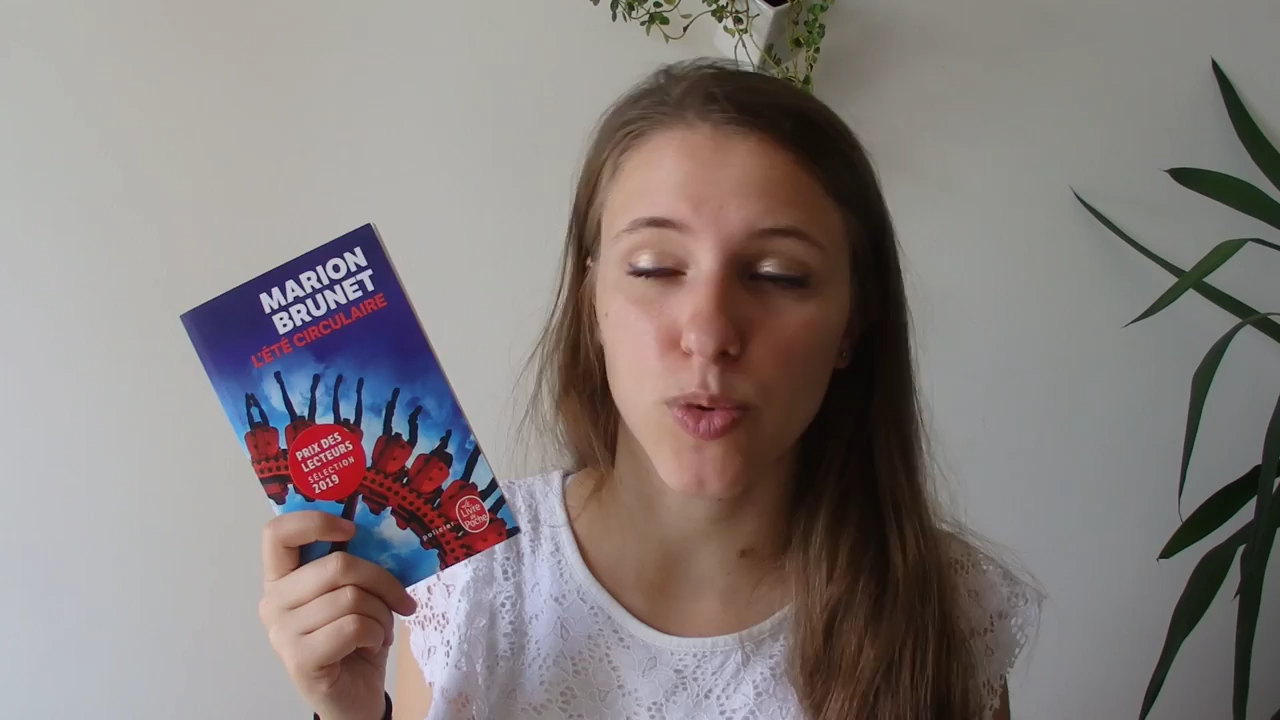 MARION
BRUNET
L'ÉTÉ CIRCULAIRE
PRIX DES
LECTEURS
SÉLECTION
2019
policier
Le
Livre
de
Poche